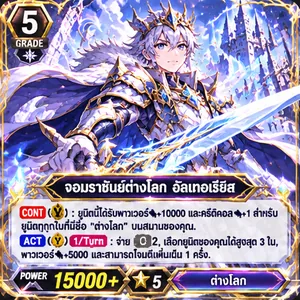 5
GRADE
จอมราชันย์ต่างโลก อัลเทอเรียส
CONT (Y) : ยูนิตนี้ได้รับพาวเวอร์+10000 และคริติคอล+1 สำหรับ
ยูนิตทุกใบที่มีชื่อ "ต่างโลก" บนสนามของคุณ.
ACT (Y) 1/Turn : จ่าย 2, เลือกยูนิตของคุณได้สูงสุด 3 ใบ,
พาวเวอร์+5000 และสามารถโจมตีเพิ่มเติม 1 ครั้ง.
POWER 15000+ 5 ต่างโลก